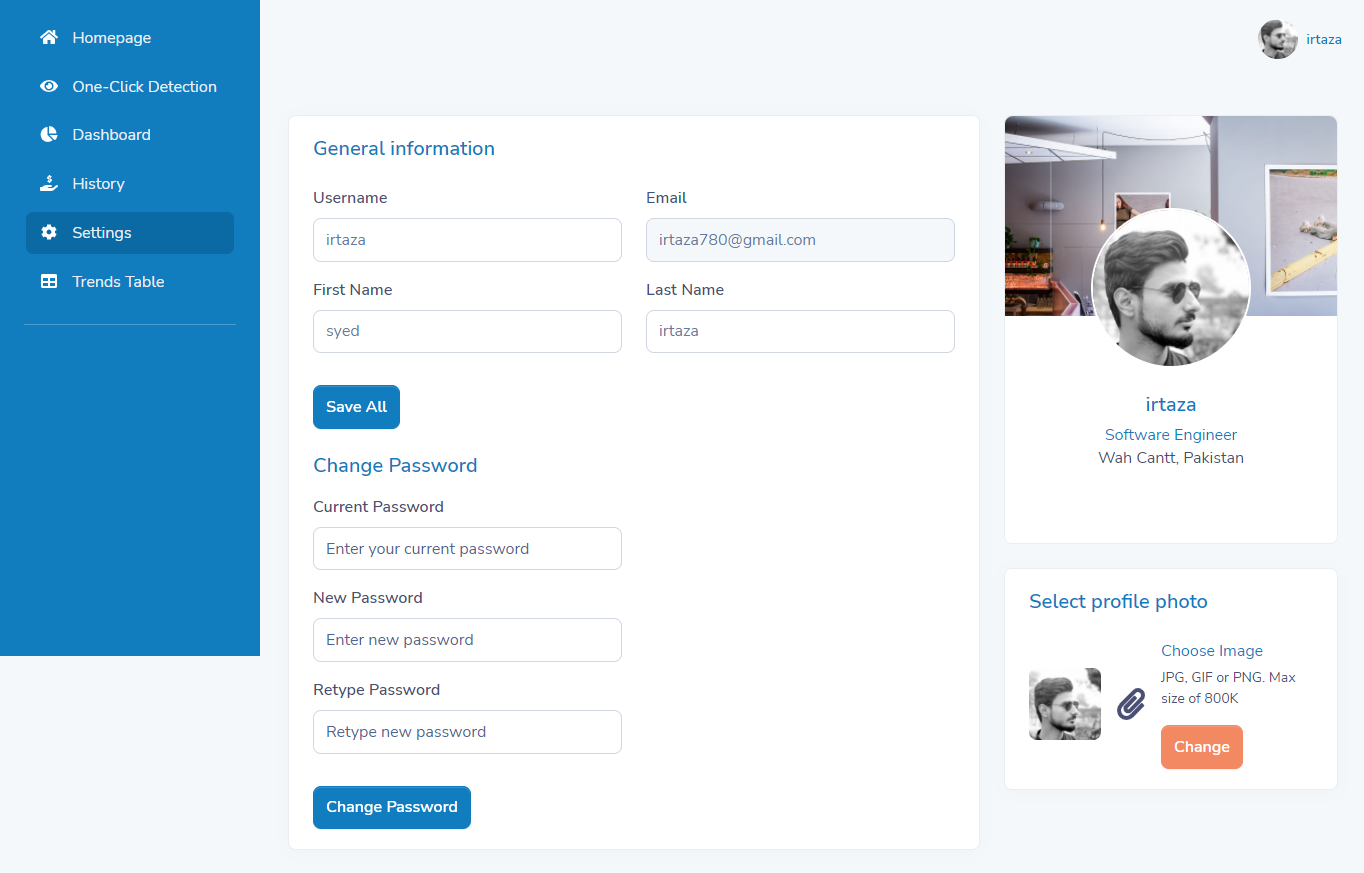 Homepage
One-Click Detection
Dashboard
History
Settings
Trends Table
irtaza
General information
Username
Email
irtaza
irtaza780@gmail.com
First Name
Last Name
syed
irtaza
Save All
Change Password
Current Password
Enter your current password
New Password
Enter new password
Retype Password
Retype new password
Change Password
irtaza
Software Engineer
Wah Cantt, Pakistan
Select profile photo
Choose Image
JPG, GIF or PNG. Max
size of 800K
Change